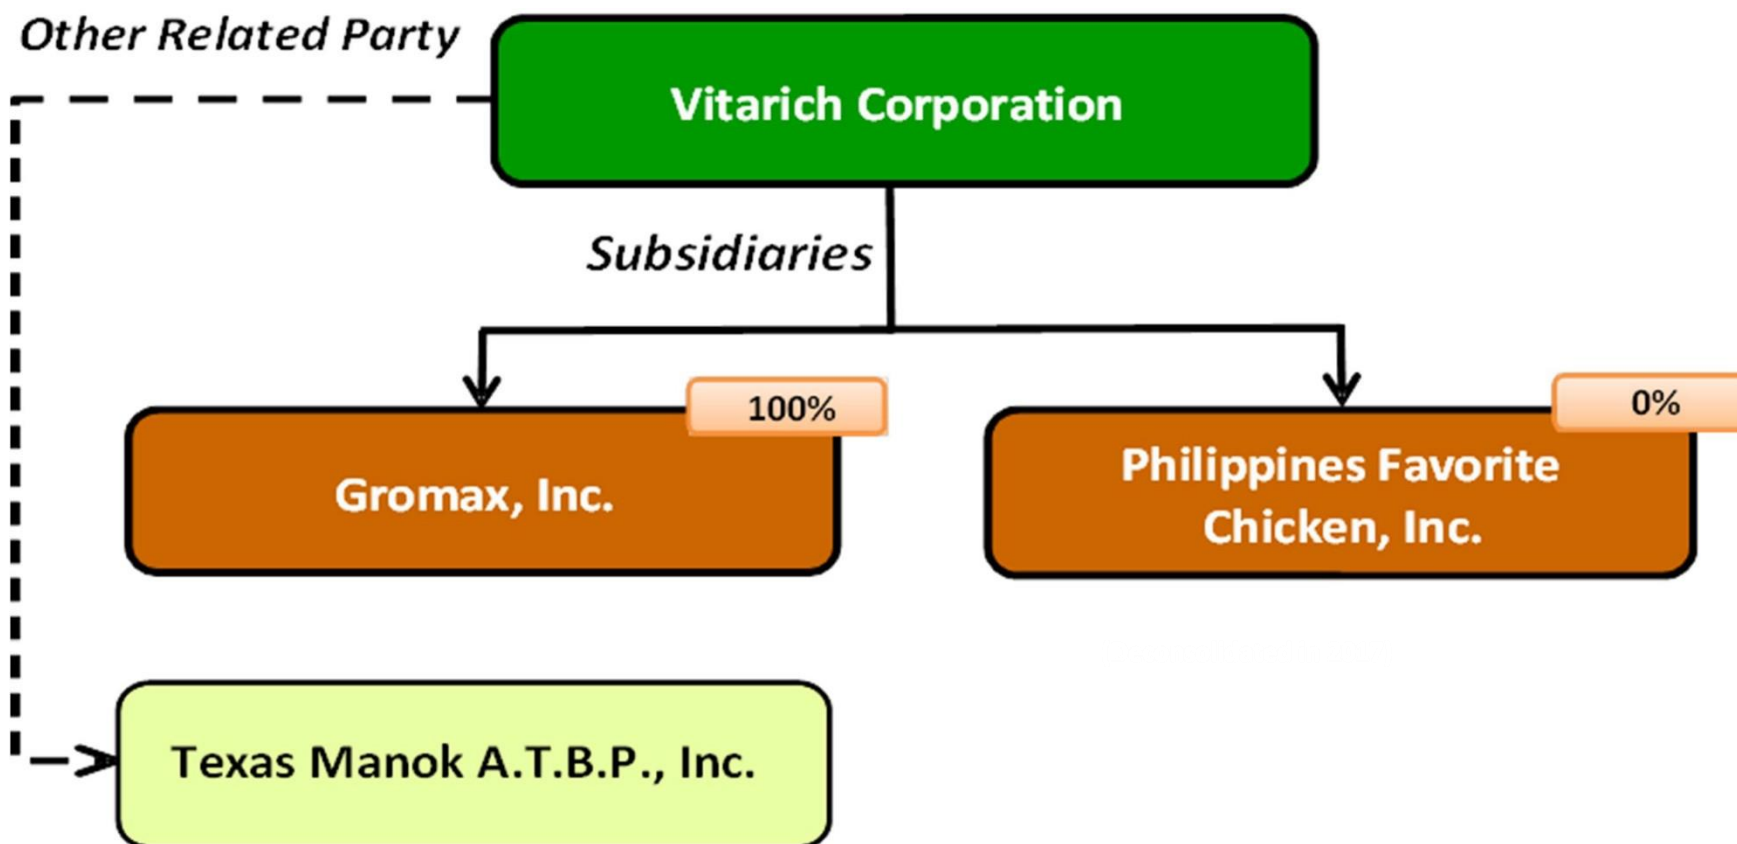 Other Related Party
Vitarich Corporation
Subsidiaries
100%
0%
Gromax, Inc.
Philippines Favorite
Chicken, Inc.
Texas Manok A.T.B.P., Inc.